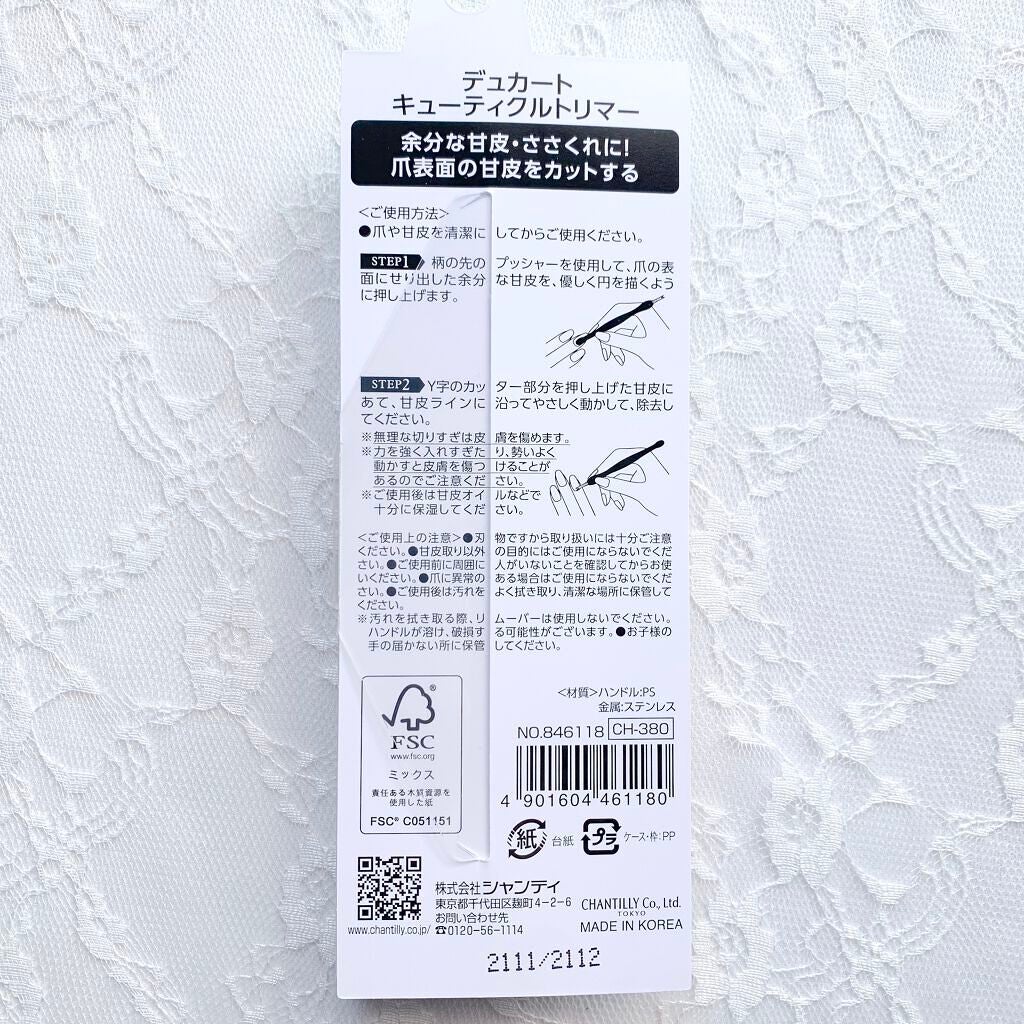 デュカート
キューティクルトリマー
余分な甘皮・ささくれに!
爪表面の甘皮をカットする
<ご使用方法>
●爪や甘皮を清潔にしてからご使用ください。
STEP1 柄の先のプッシャーを使用して、爪の表
面にせり出した余分な甘皮を、優しく円を描くよう
に押し上げます。
STEP2 Y字のカッター部分を押し上げた甘皮に
あて、甘皮ラインに沿ってやさしく動かして、除去し
てください。
※無理な切りすぎは皮膚を傷めます。
※力を強く入れすぎたり、勢いよく
動かすと皮膚を傷つけることが
あるのでご注意ください。
※ご使用後は甘皮オイルなどで
十分に保湿してください。
<ご使用上の注意>●刃物ですから取り扱いには十分ご注意
ください。●甘皮取り以外の目的にはご使用にならないでくだ
さい。●ご使用前に周囲に人がいないことを確認してからお使
いください。●爪に異常のある場合はご使用にならないでくだ
さい。●ご使用後は汚れをよく拭き取り、清潔な場所に保管して
ください。
※汚れを拭き取る際、リムーバーは使用しないでください。
ハンドルが溶け、破損する可能性がございます。●お子様の
手の届かない所に保管してください。
<材質>ハンドル:PS
金属:ステンレス
NO.846118 CH-380
4 901604 461180
FSC®
www.fsc.org
ミックス
責任ある木質資源を
使用した紙
FSC® C051151
紙 台紙 プラ ケース・枠:PP
株式会社シャンティ
東京都千代田区麹町4-2-6
お問い合わせ先
www.chantilly.co.jp/ ☎0120-56-1114
CHANTILLY Co., Ltd.
TOKYO
MADE IN KOREA
2111/2112